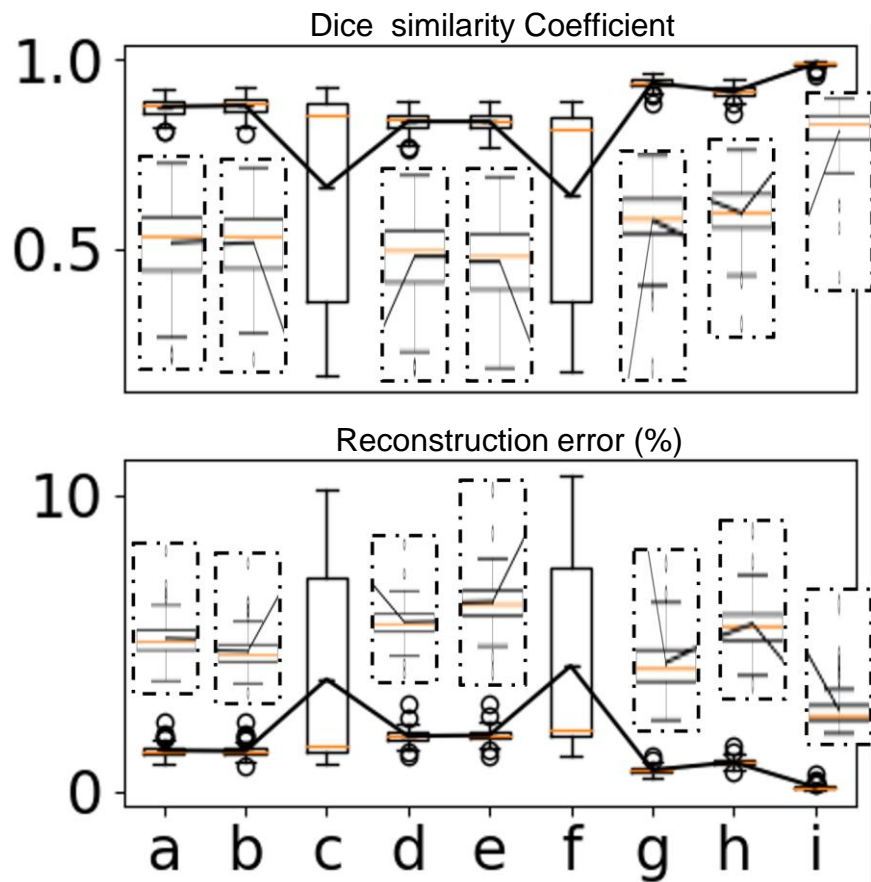 Dice similarity Coefficient
1.0
0.5
Reconstruction error (%)
10
0
a b c d e f g h i